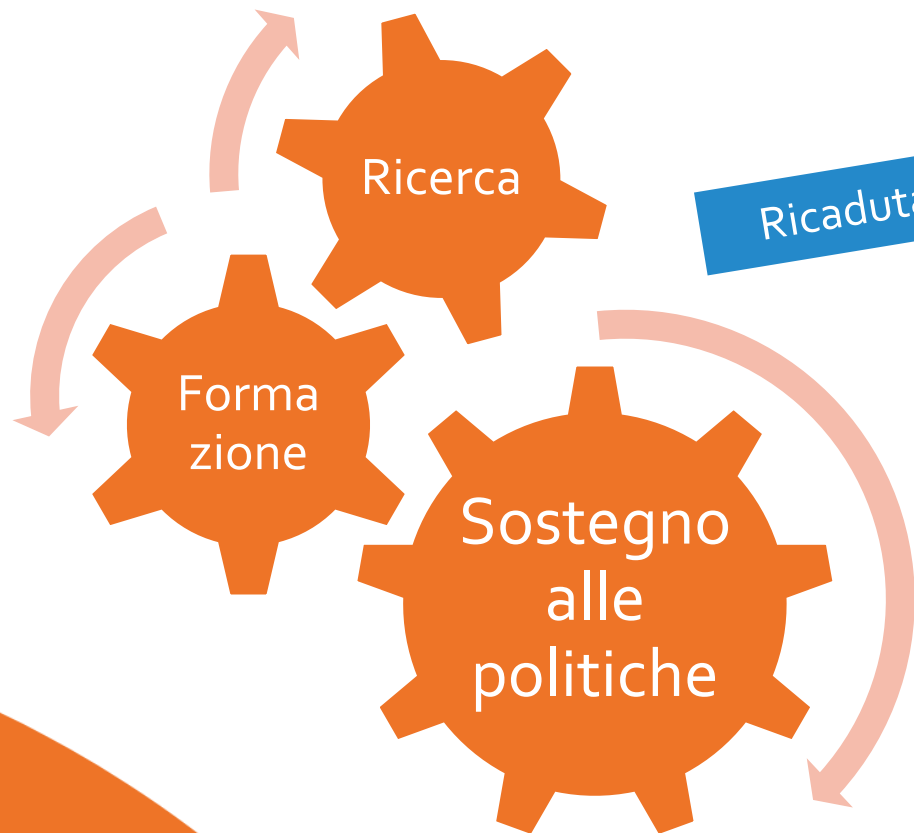 Ricerca
Ricaduta
Forma
zione
Sostegno
alle
politiche